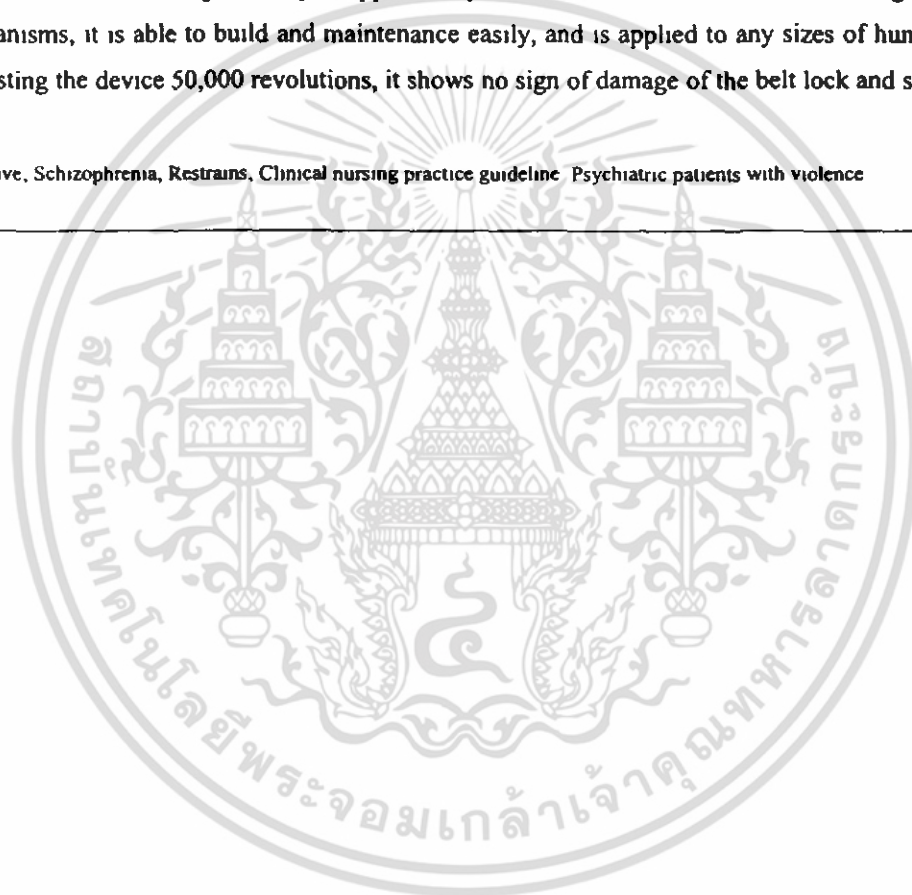 anisms, it is able to build and maintenance easily, and is applied to any sizes of hum
sting the device 50,000 revolutions, it shows no sign of damage of the belt lock and s
ve, Schizophrenia, Restrains, Clinical nursing practice guideline Psychiatric patients with violence
๔
สถาบันเทคโนโลยีพระจอมเกล้าเจ้าคุณทหารลาดกระบัง